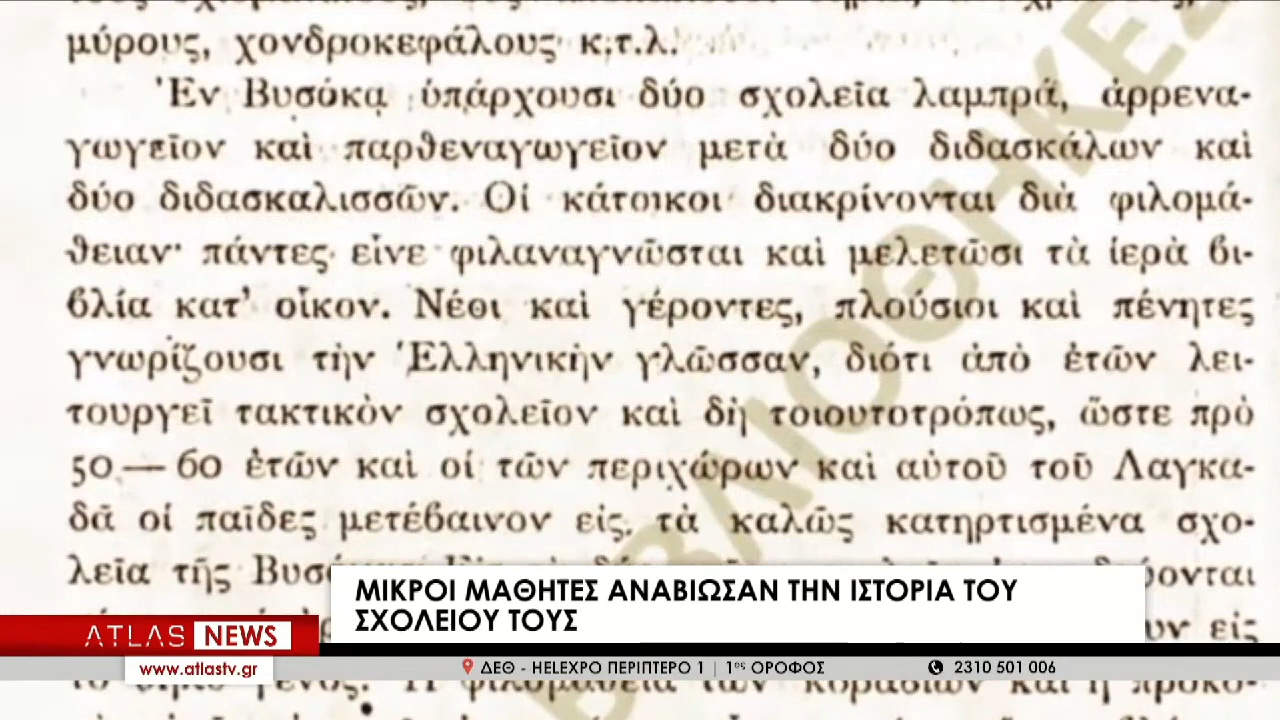 μύρους, χονδροκεφάλους κ.τ.λ.
Ἐν Βυσόκᾳ ὑπάρχουσι δύο σχολεῖα λαμπρά, ἀρρενα-
γωγεῖον καὶ παρθεναγωγεῖον μετὰ δύο διδασκάλων καὶ
δύο διδασκαλισσῶν. Οἱ κάτοικοι διακρίνονται διὰ φιλομά-
θειαν· πάντες εἶνε φιλαναγνῶσται καὶ μελετῶσι τὰ ἱερὰ βι-
βλία κατ' οἶκον. Νέοι καὶ γέροντες, πλούσιοι καὶ πένητες
γνωρίζουσι τὴν Ἑλληνικὴν γλῶσσαν, διότι ἀπὸ ἐτῶν λει-
τουργεῖ τακτικὸν σχολεῖον καὶ δὴ τοιουτοτρόπως, ὥστε πρὸ
50—60 ἐτῶν καὶ οἱ τῶν περιχώρων καὶ αὐτοῦ τοῦ Λαγκα-
δᾶ οἱ παῖδες μετέβαινον εἰς τὰ καλῶς κατηρτισμένα σχο-
λεῖα τῆς
ΜΙΚΡΟΙ ΜΑΘΗΤΕΣ ΑΝΑΒΙΩΣΑΝ ΤΗΝ ΙΣΤΟΡΙΑ ΤΟΥ
ΣΧΟΛΕΙΟΥ ΤΟΥΣ
εἰς
ATLAS NEWS
www.atlastv.gr
ΔΕΘ - HELEXPO ΠΕΡΙΠΤΕΡΟ 1 | 1ος ΟΡΟΦΟΣ
2310 501 006